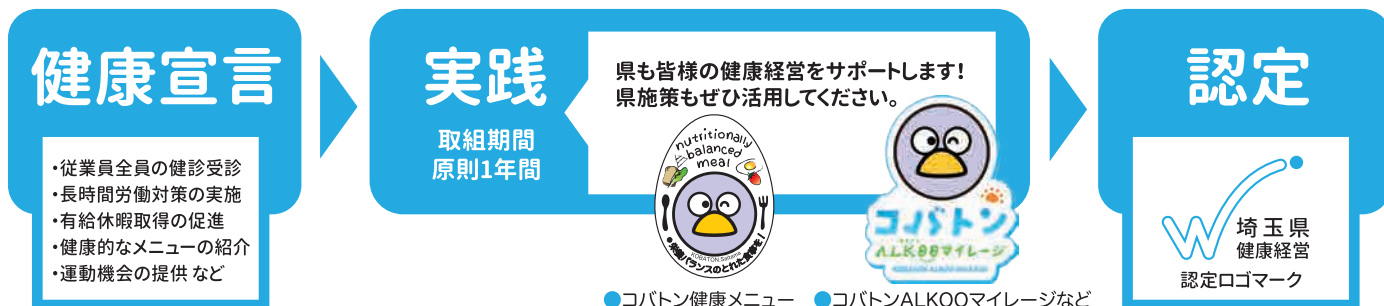 健康宣言
・従業員全員の健診受診
・長時間労働対策の実施
・有給休暇取得の促進
・健康的なメニューの紹介
・運動機会の提供 など
実践
取組期間
原則1年間
県も皆様の健康経営をサポートします!
県施策もぜひ活用してください。
nutritionally
balanced
meal
KOBATON, Saitama
●栄養バランスのとれた食事を!
コバトン
ALKOOマイレージ
●コバトン健康メニュー ●コバトンALKOOマイレージなど
認定
埼玉県
健康経営
認定ロゴマーク